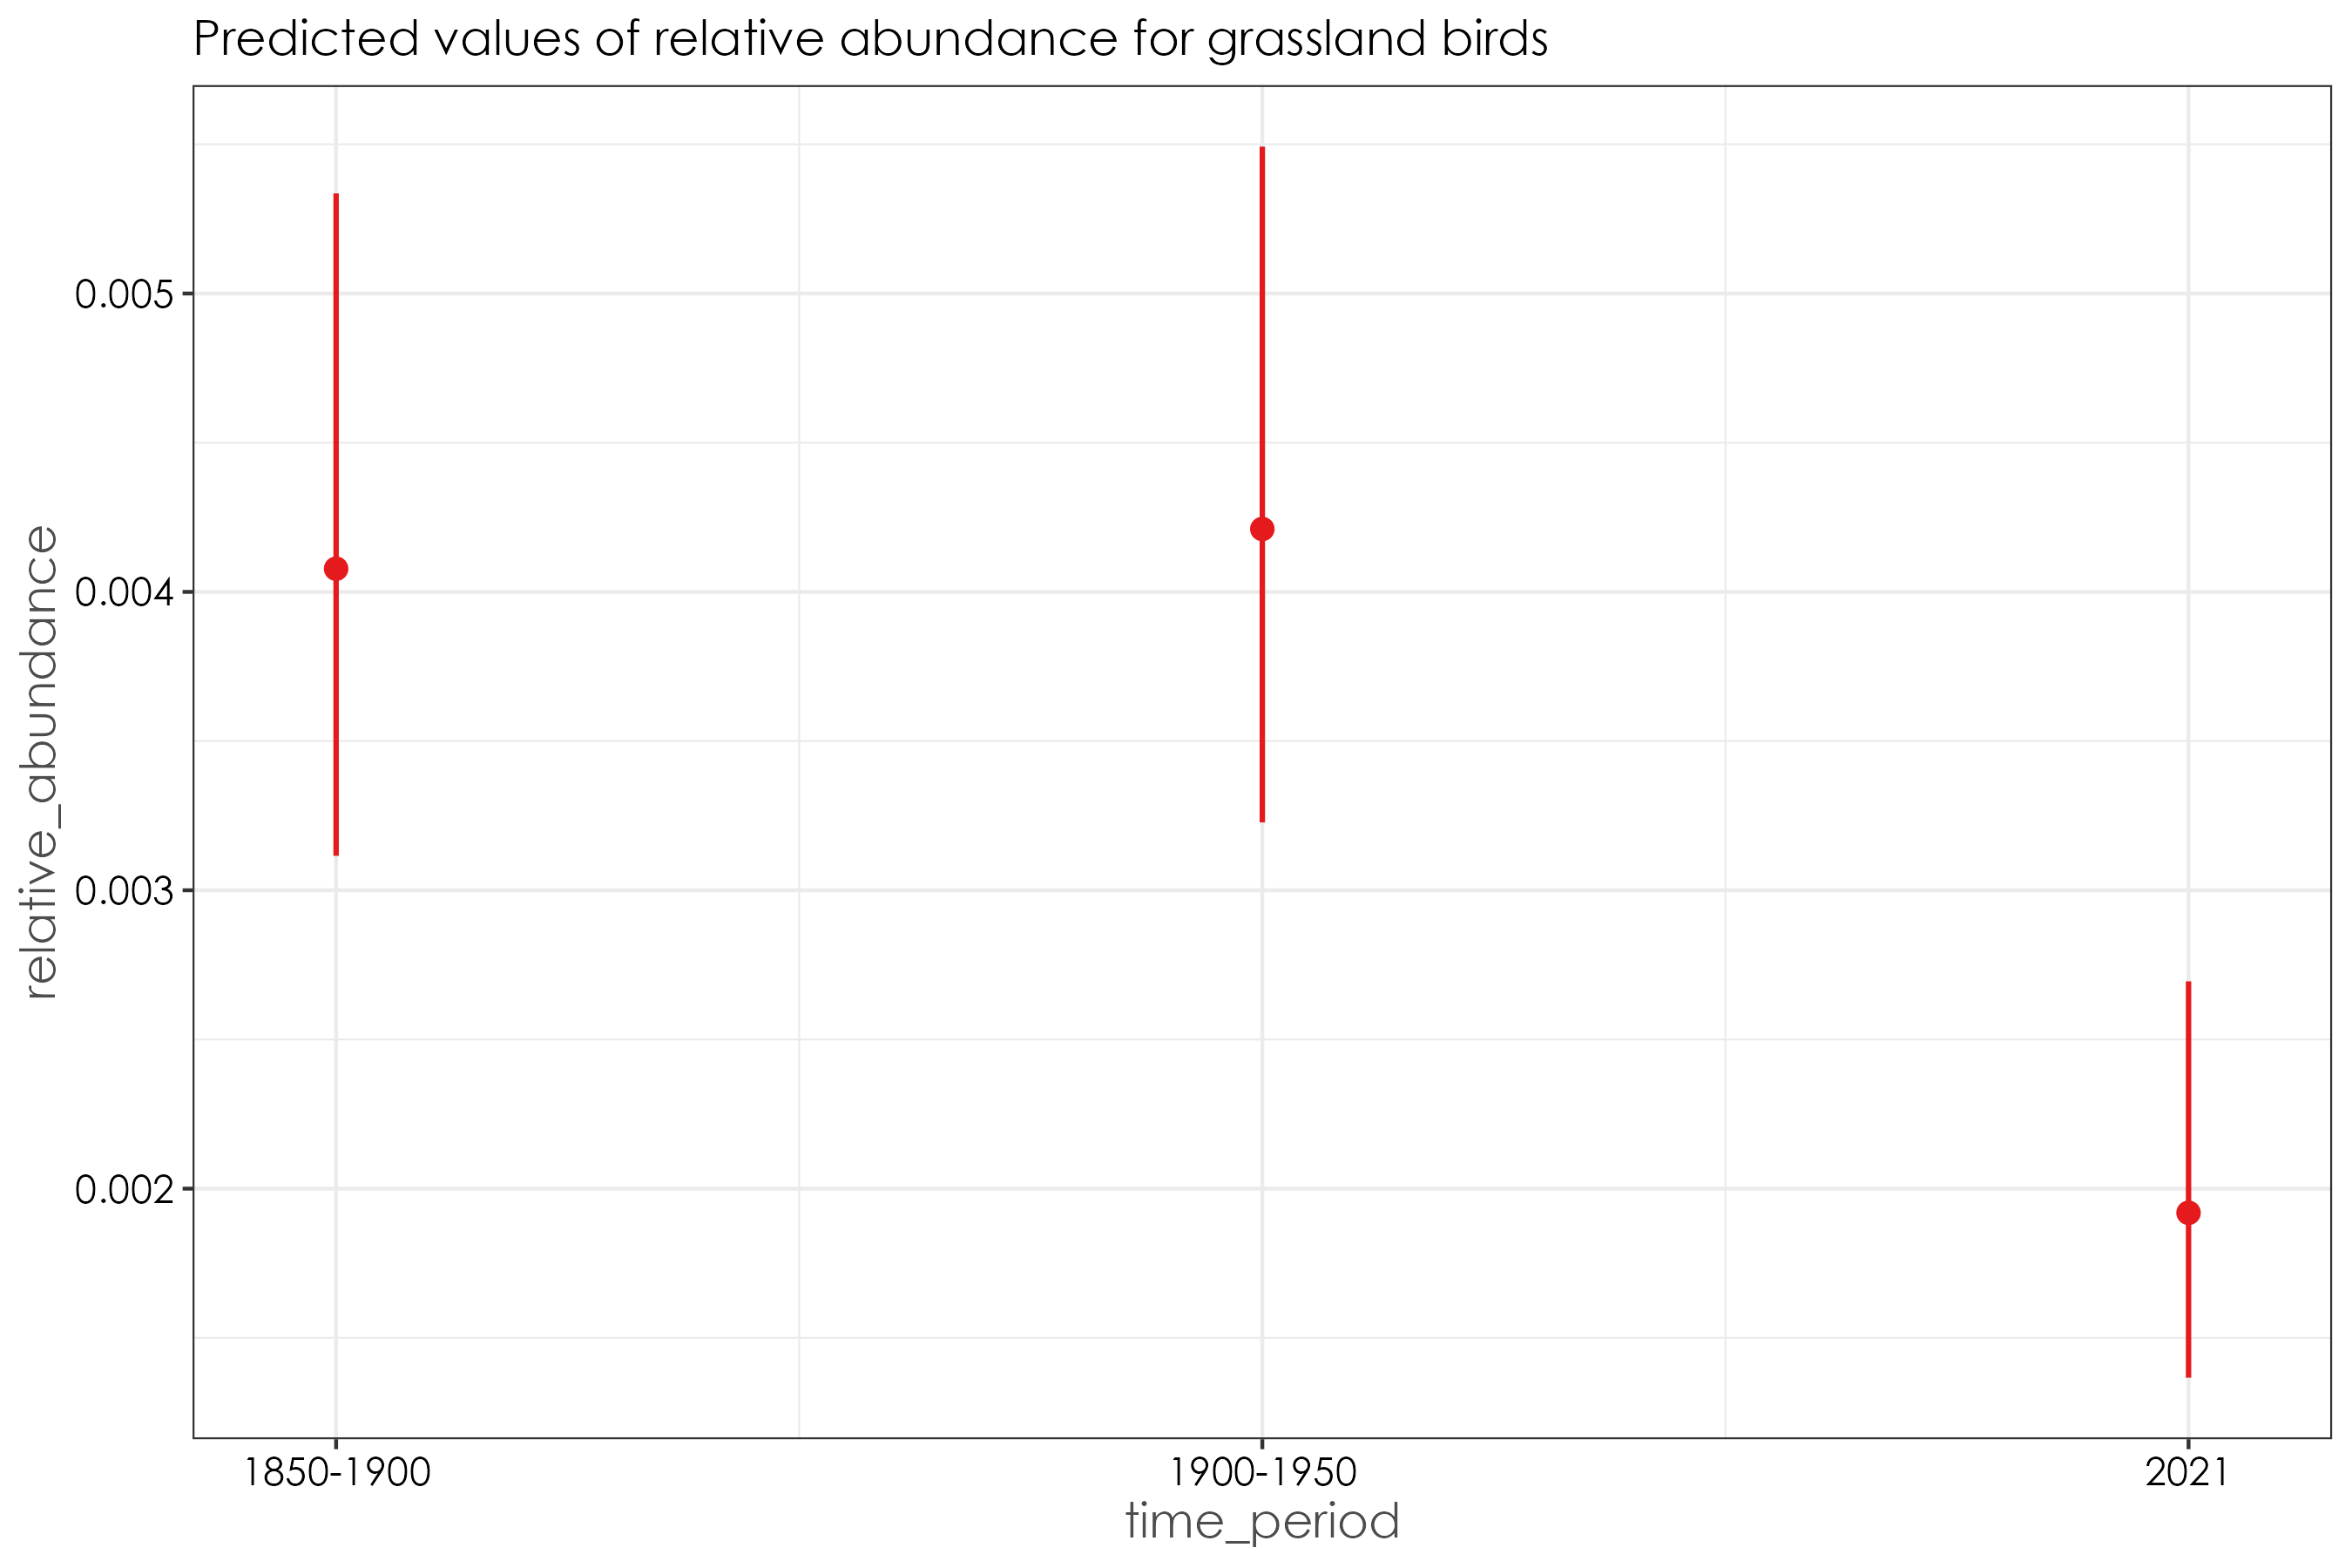 Predicted values of relative abundance for grassland birds
relative_abundance
0.005
0.004
0.003
0.002
1850-1900 1900-1950 2021
time_period